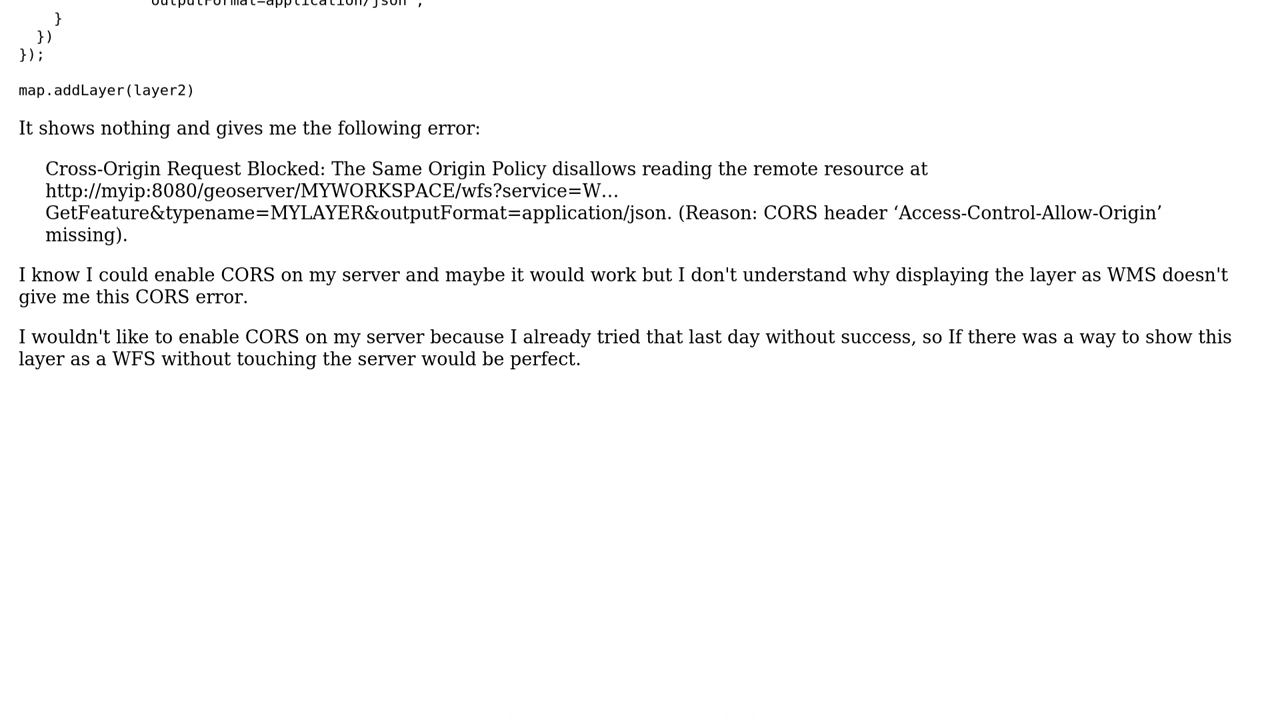 outputFormat=application/json',
}
})
});
map.addLayer(layer2)
It shows nothing and gives me the following error:
Cross-Origin Request Blocked: The Same Origin Policy disallows reading the remote resource at
http://myip:8080/geoserver/MYWORKSPACE/wfs?service=W…
GetFeature&typename=MYLAYER&outputFormat=application/json. (Reason: CORS header ‘Access-Control-Allow-Origin’
missing).
I know I could enable CORS on my server and maybe it would work but I don't understand why displaying the layer as WMS doesn't
give me this CORS error.
I wouldn't like to enable CORS on my server because I already tried that last day without success, so If there was a way to show this
layer as a WFS without touching the server would be perfect.